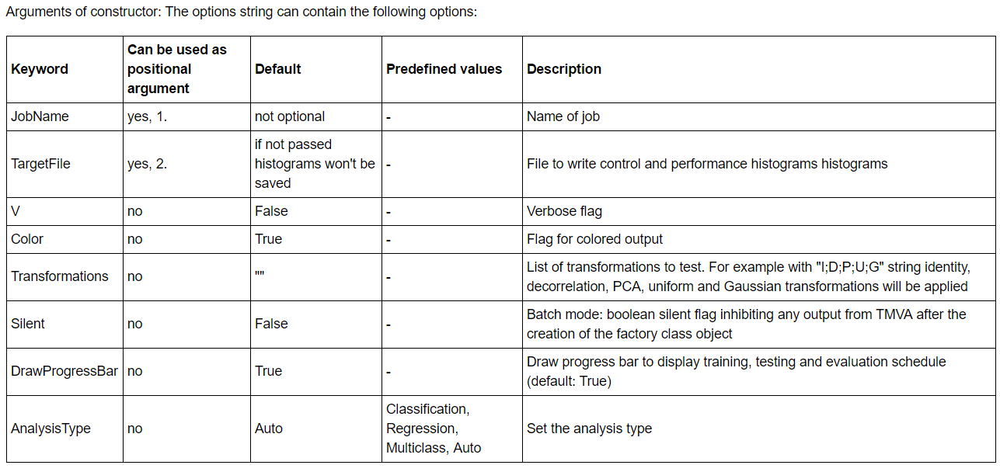 Arguments of constructor: The options string can contain the following options:
Keyword
Can be used as
positional
argument
Default
Predefined values
Description
JobName
yes, 1.
not optional
-
Name of job
TargetFile
yes, 2.
if not passed
histograms won't be
saved
-
File to write control and performance histograms histograms
V
no
False
-
Verbose flag
Color
no
True
-
Flag for colored output
Transformations
no
""
-
List of transformations to test. For example with "I;D;P;U;G" string identity,
decorrelation, PCA, uniform and Gaussian transformations will be applied
Silent
no
False
-
Batch mode: boolean silent flag inhibiting any output from TMVA after the
creation of the factory class object
DrawProgressBar
no
True
-
Draw progress bar to display training, testing and evaluation schedule
(default: True)
AnalysisType
no
Auto
Classification,
Regression,
Multiclass, Auto
Set the analysis type